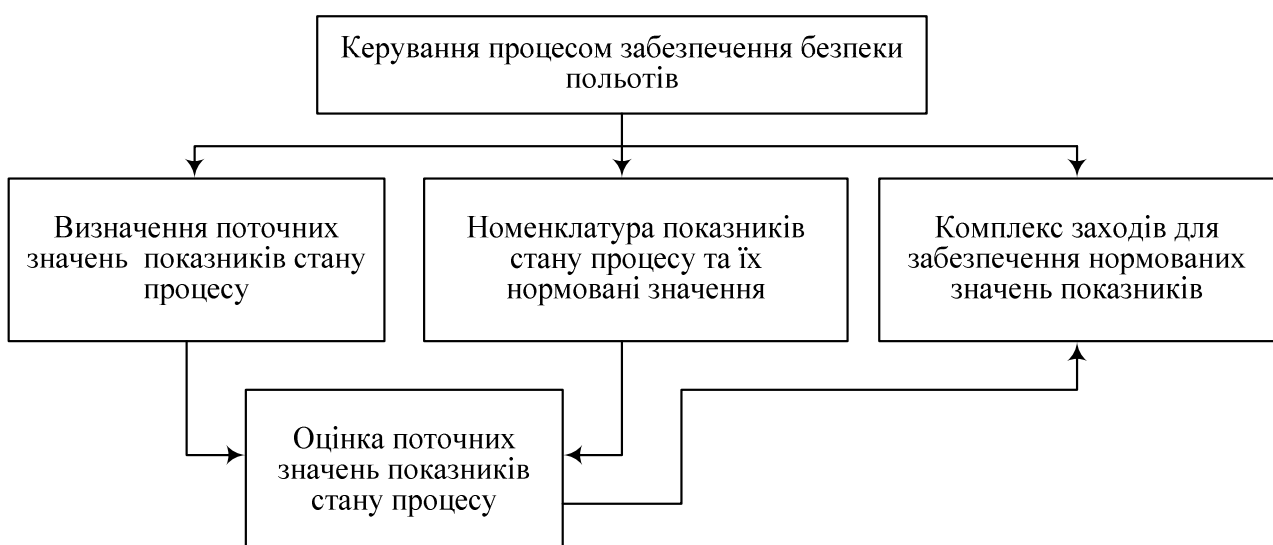 Керування процесом забезпечення безпеки
польотів
Визначення поточних
значень показників стану
процесу
Номенклатура показників
стану процесу та їх
нормовані значення
Комплекс заходів для
забезпечення нормованих
значень показників
Оцінка поточних
значень показників
стану процесу